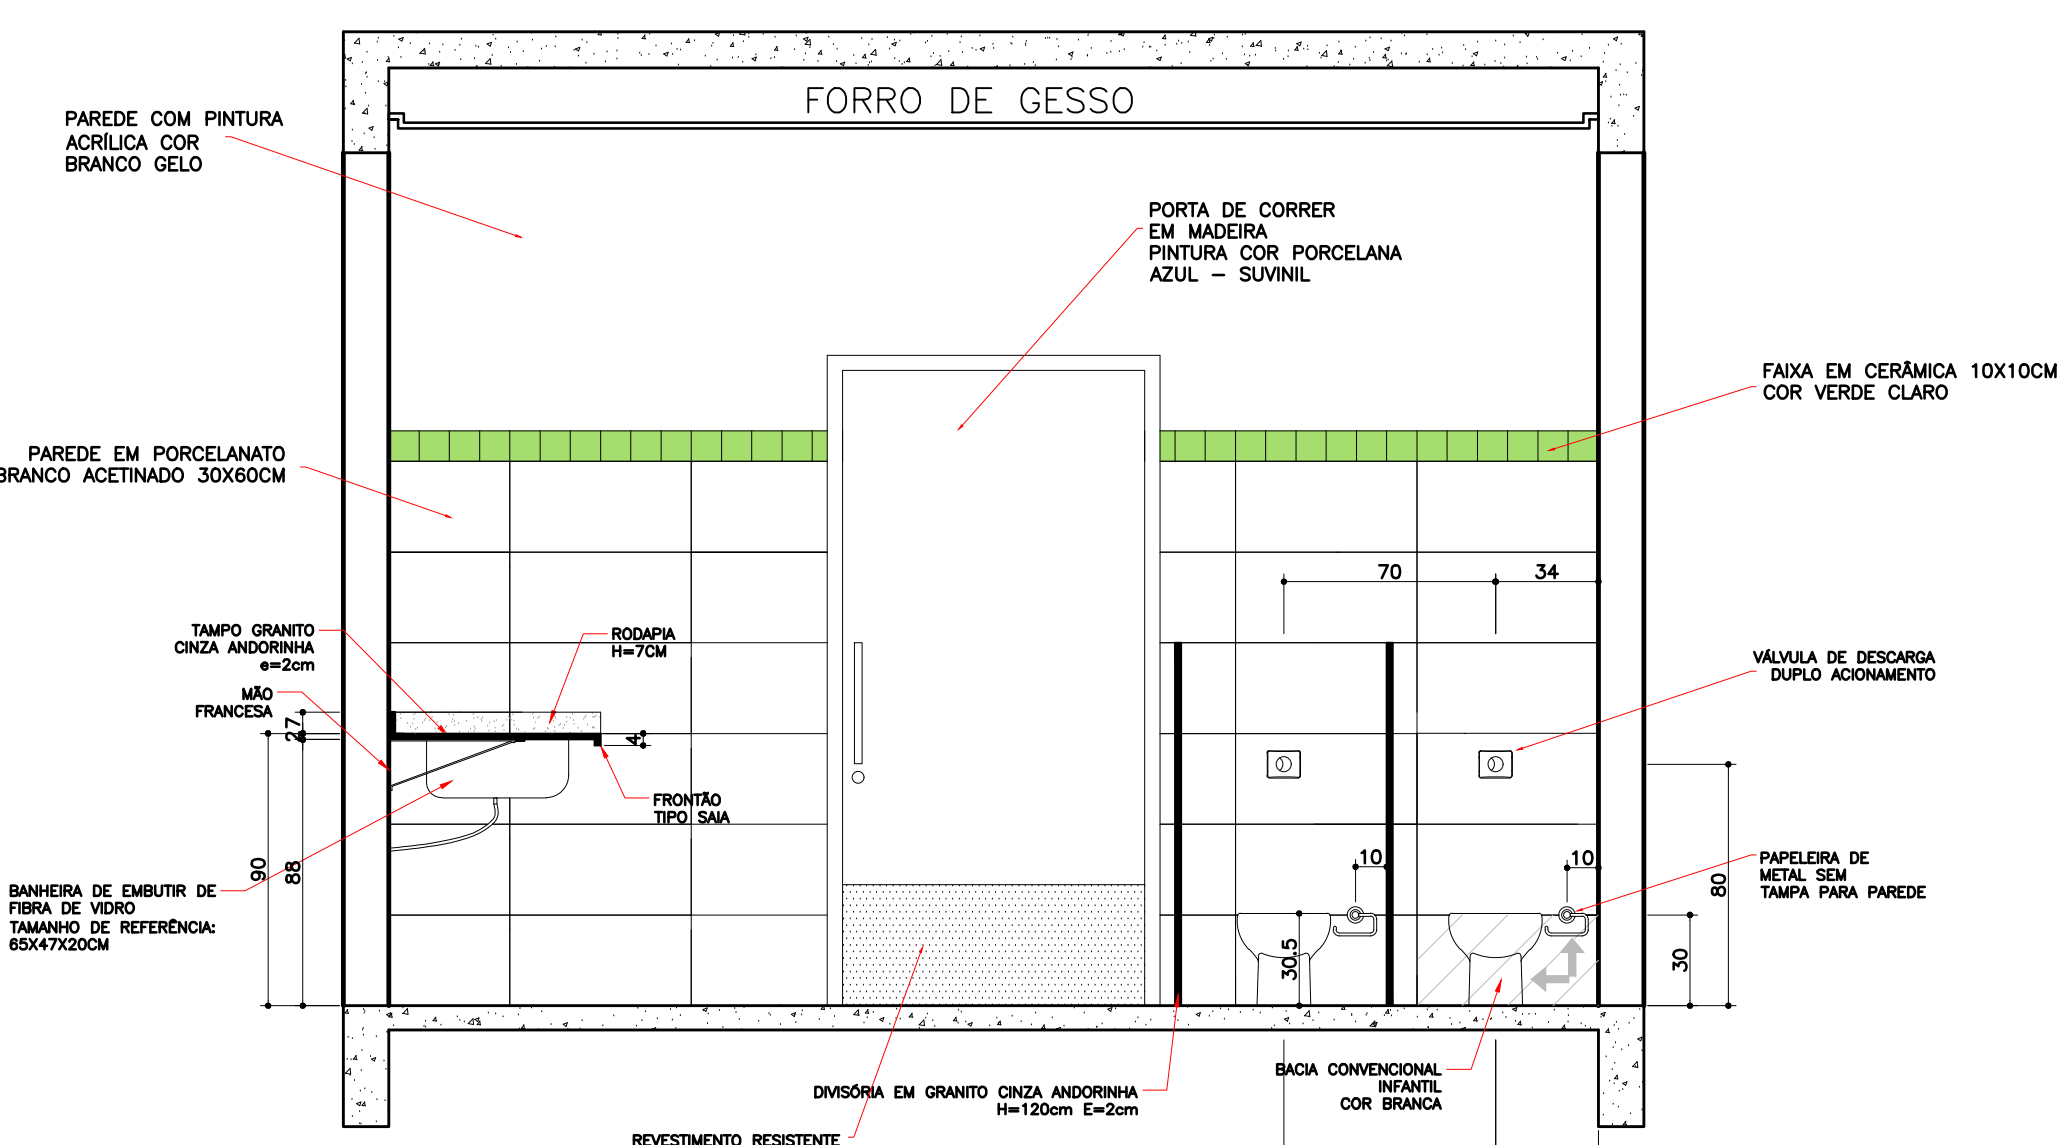 FORRO DE GESSO
PAREDE COM PINTURA
ACRÍLICA COR
BRANCO GELO
PORTA DE CORRER
EM MADEIRA
PINTURA COR PORCELANA
AZUL – SUVINIL
FAIXA EM CERÂMICA 10X10CM
COR VERDE CLARO
PAREDE EM PORCELANATO
BRANCO ACETINADO 30X60CM
70
34
TAMPO GRANITO
CINZA ANDORINHA
e=2cm
RODAPIA
H=7CM
VÁLVULA DE DESCARGA
DUPLO ACIONAMENTO
MÃO
FRANCESA
27
4
FRONTÃO
TIPO SAIA
90
88
10
10
80
PAPELEIRA DE
METAL SEM
TAMPA PARA PAREDE
BANHEIRA DE EMBUTIR DE
FIBRA DE VIDRO
TAMANHO DE REFERÊNCIA:
65X47X20CM
30.5
30
BACIA CONVENCIONAL
INFANTIL
COR BRANCA
DIVISÓRIA EM GRANITO CINZA ANDORINHA
H=120cm E=2cm
REVESTIMENTO RESISTENTE